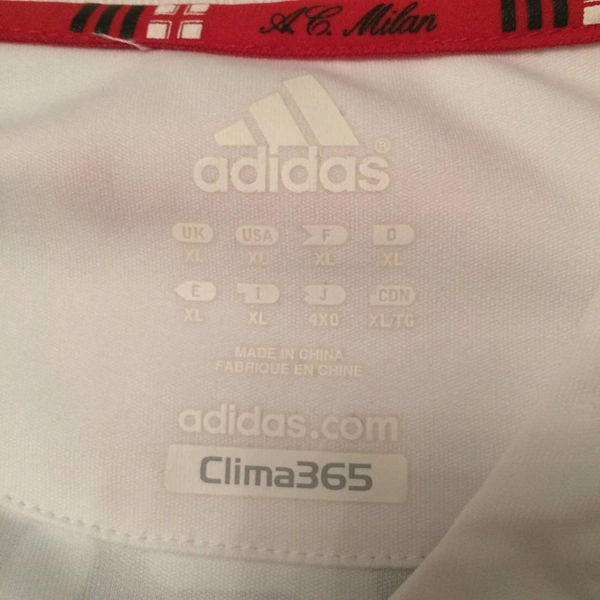 A.C. Milan
adidas®
UK USA F D
XL XL XL XL
E I J CDN
XL XL 4XO XL/TG
MADE IN CHINA
FABRIQUE EN CHINE
adidas.com
Clima365